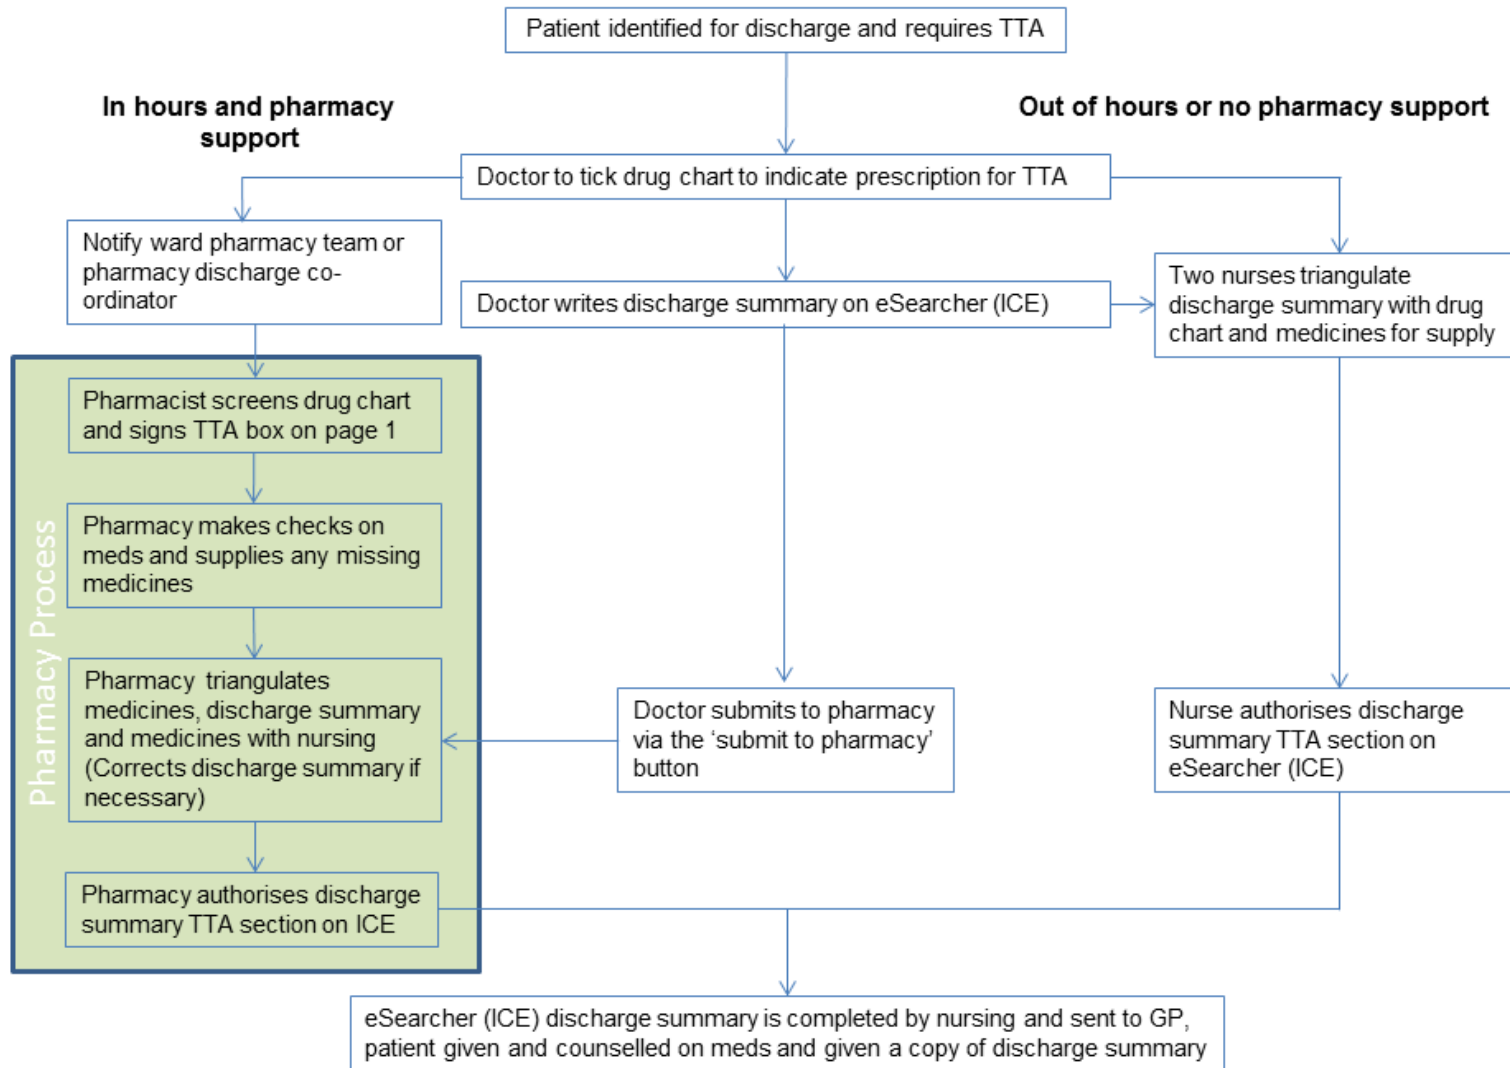 Patient identified for discharge and requires TTA
In hours and pharmacy
support
Out of hours or no pharmacy support
Doctor to tick drug chart to indicate prescription for TTA
Notify ward pharmacy team or
pharmacy discharge co-
ordinator
Doctor writes discharge summary on eSearcher (ICE)
Two nurses triangulate
discharge summary with drug
chart and medicines for supply
Pharmacy Process
Pharmacist screens drug chart
and signs TTA box on page 1
Pharmacy makes checks on
meds and supplies any missing
medicines
Pharmacy triangulates
medicines, discharge summary
and medicines with nursing
(Corrects discharge summary if
necessary)
Doctor submits to pharmacy
via the ‘submit to pharmacy’
button
Nurse authorises discharge
summary TTA section on
eSearcher (ICE)
Pharmacy authorises discharge
summary TTA section on ICE
eSearcher (ICE) discharge summary is completed by nursing and sent to GP,
patient given and counselled on meds and given a copy of discharge summary